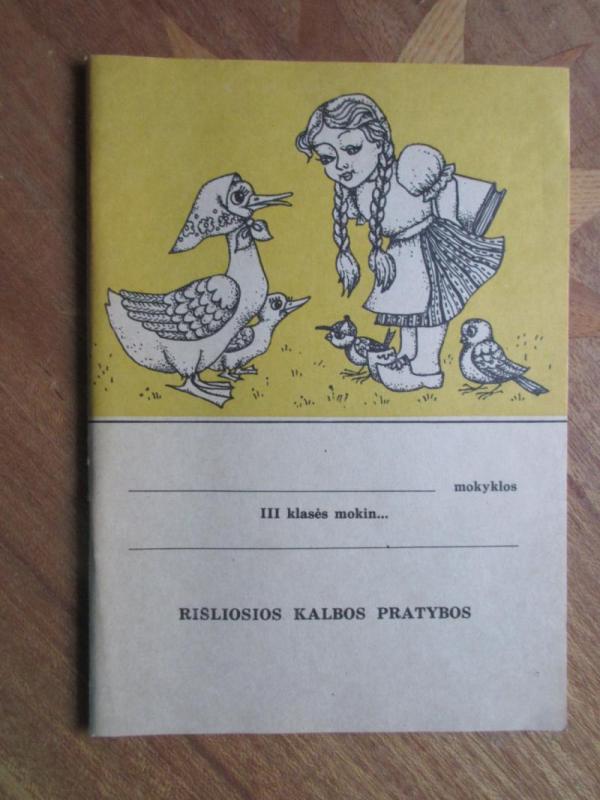 mokyklos
III klasės mokin...
RIŠLIOSIOS KALBOS PRATYBOS